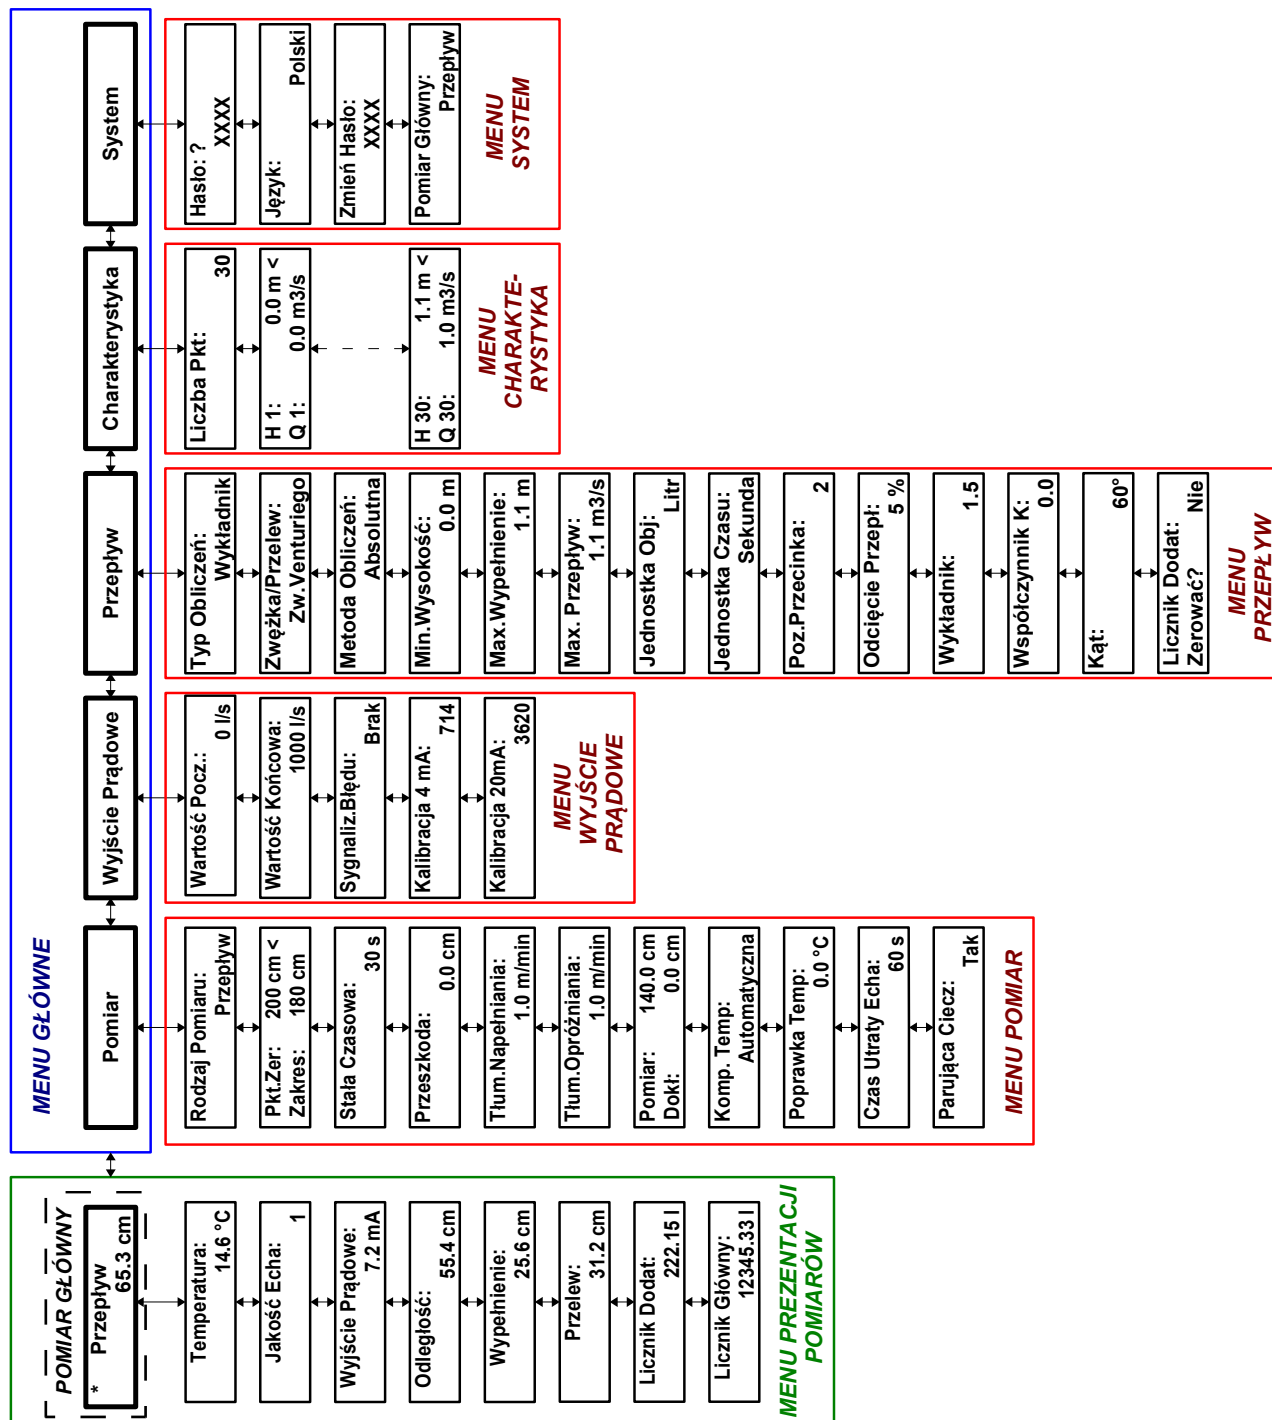 POMIAR GŁÓWNY
* Przepływ
65.3 cm
Temperatura:
14.6 °C
Jakość Echa:
1
Wyjście Prądowe:
7.2 mA
Odległość:
55.4 cm
Wypełnienie:
25.6 cm
Przelew:
31.2 cm
Licznik Dodat:
222.15 l
Licznik Główny:
12345.33 l
MENU PREZENTACJI
POMIARÓW
MENU GŁÓWNE
Pomiar
Wyjście Prądowe
Przepływ
Charakterystyka
System
Rodzaj Pomiaru:
Przepływ
Pkt.Zer: 200 cm <
Zakres: 180 cm
Stała Czasowa:
30 s
Przeszkoda:
0.0 cm
Tłum.Napełniania:
1.0 m/min
Tłum.Opróżniania:
1.0 m/min
Pomiar: 140.0 cm
Dokł: 0.0 cm
Komp. Temp:
Automatyczna
Poprawka Temp:
0.0 °C
Czas Utraty Echa:
60 s
Parująca Ciecz:
Tak
MENU POMIAR
Wartość Pocz.:
0 l/s
Wartość Końcowa:
1000 l/s
Sygnaliz.Błędu:
Brak
Kalibracja 4 mA:
714
Kalibracja 20mA:
3620
MENU
WYJŚCIE
PRĄDOWE
Typ Obliczeń:
Wykładnik
Zwężka/Przelew:
Zw.Venturiego
Metoda Obliczeń:
Absolutna
Min.Wysokość:
0.0 m
Max.Wypełnienie:
1.1 m
Max. Przepływ:
1.1 m3/s
Jednostka Obj:
Litr
Jednostka Czasu:
Sekunda
Poz.Przecinka:
2
Odcięcie Przepł:
5 %
Wykładnik:
1.5
Współczynnik K:
0.0
Kąt:
60°
Licznik Dodat:
Zerować? Nie
MENU
PRZEPŁYW
Liczba Pkt:
30
H 1: 0.0 m <
Q 1: 0.0 m3/s
H 30: 1.1 m <
Q 30: 1.0 m3/s
MENU
CHARAKTE-
RYSTYKA
Hasło: ?
XXXX
Język:
Polski
Zmień Hasło:
XXXX
Pomiar Główny:
Przepływ
MENU
SYSTEM